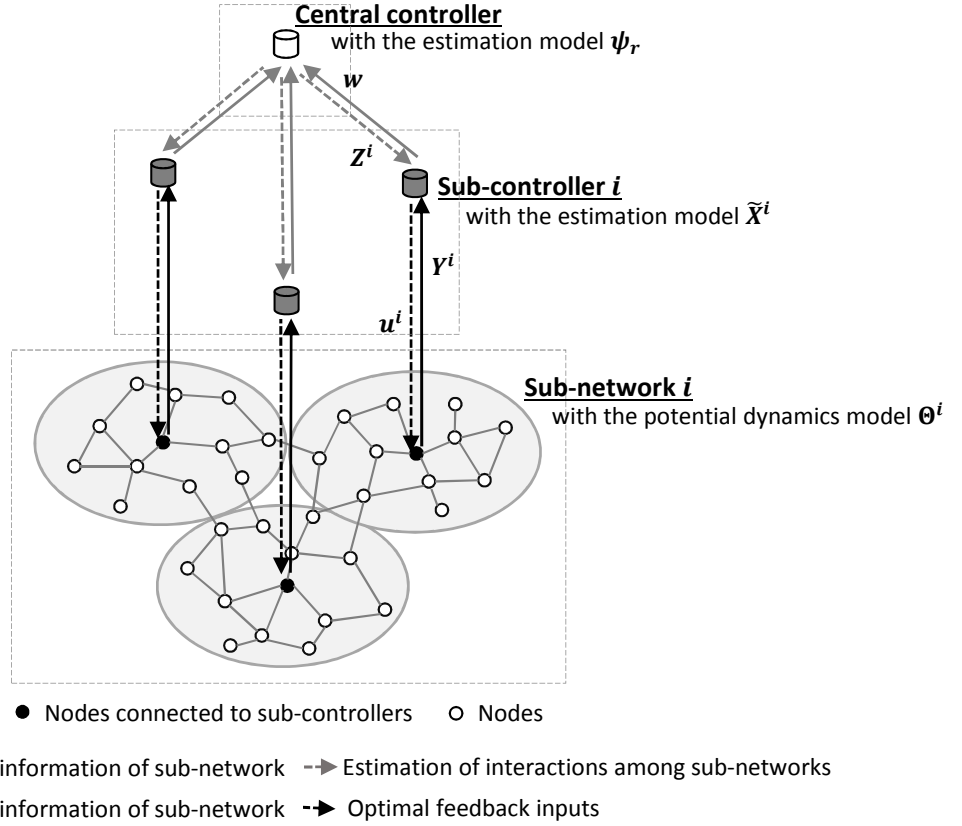 Central controller
with the estimation model ψr
w
Zⁱ
Sub-controller i
with the estimation model X̃ⁱ
Yⁱ
uⁱ
Sub-network i
with the potential dynamics model Θⁱ
Nodes connected to sub-controllers Nodes
information of sub-network Estimation of interactions among sub-networks
information of sub-network Optimal feedback inputs